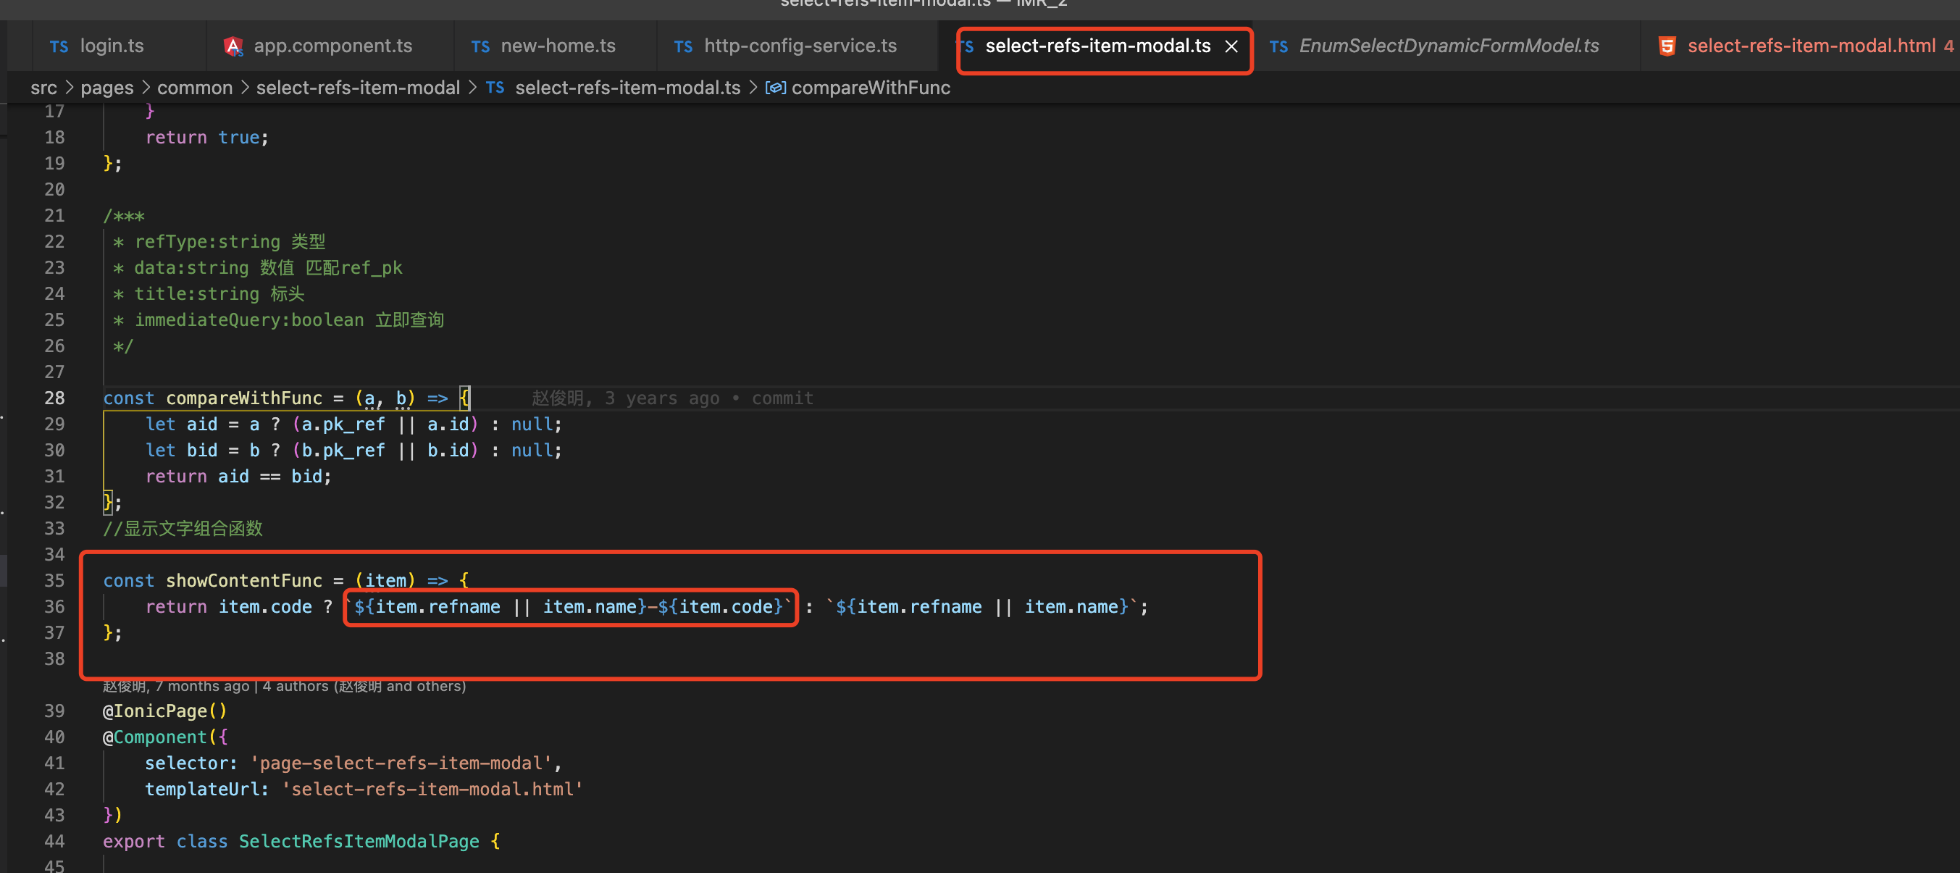 select-refs-item-modal.ts — IMR_2
TS login.ts
app.component.ts
TS new-home.ts
TS http-config-service.ts
TS select-refs-item-modal.ts ×
TS EnumSelectDynamicFormModel.ts
5 select-refs-item-modal.html 4
src > pages > common > select-refs-item-modal > TS select-refs-item-modal.ts > compareWithFunc
17 }
18 return true;
19 };
20
21 /***
22 * refType:string 类型
23 * data:string 数值 匹配ref_pk
24 * title:string 标头
25 * immediateQuery:boolean 立即查询
26 */
27
28 const compareWithFunc = (a, b) => { 赵俊明, 3 years ago • commit
29 let aid = a ? (a.pk_ref || a.id) : null;
30 let bid = b ? (b.pk_ref || b.id) : null;
31 return aid == bid;
32 };
33 //显示文字组合函数
34
35 const showContentFunc = (item) => {
36 return item.code ? `${item.refname || item.name}-${item.code}` : `${item.refname || item.name}`;
37 };
38
赵俊明, 7 months ago | 4 authors (赵俊明 and others)
39 @IonicPage()
40 @Component({
41 selector: 'page-select-refs-item-modal',
42 templateUrl: 'select-refs-item-modal.html'
43 })
44 export class SelectRefsItemModalPage {
45